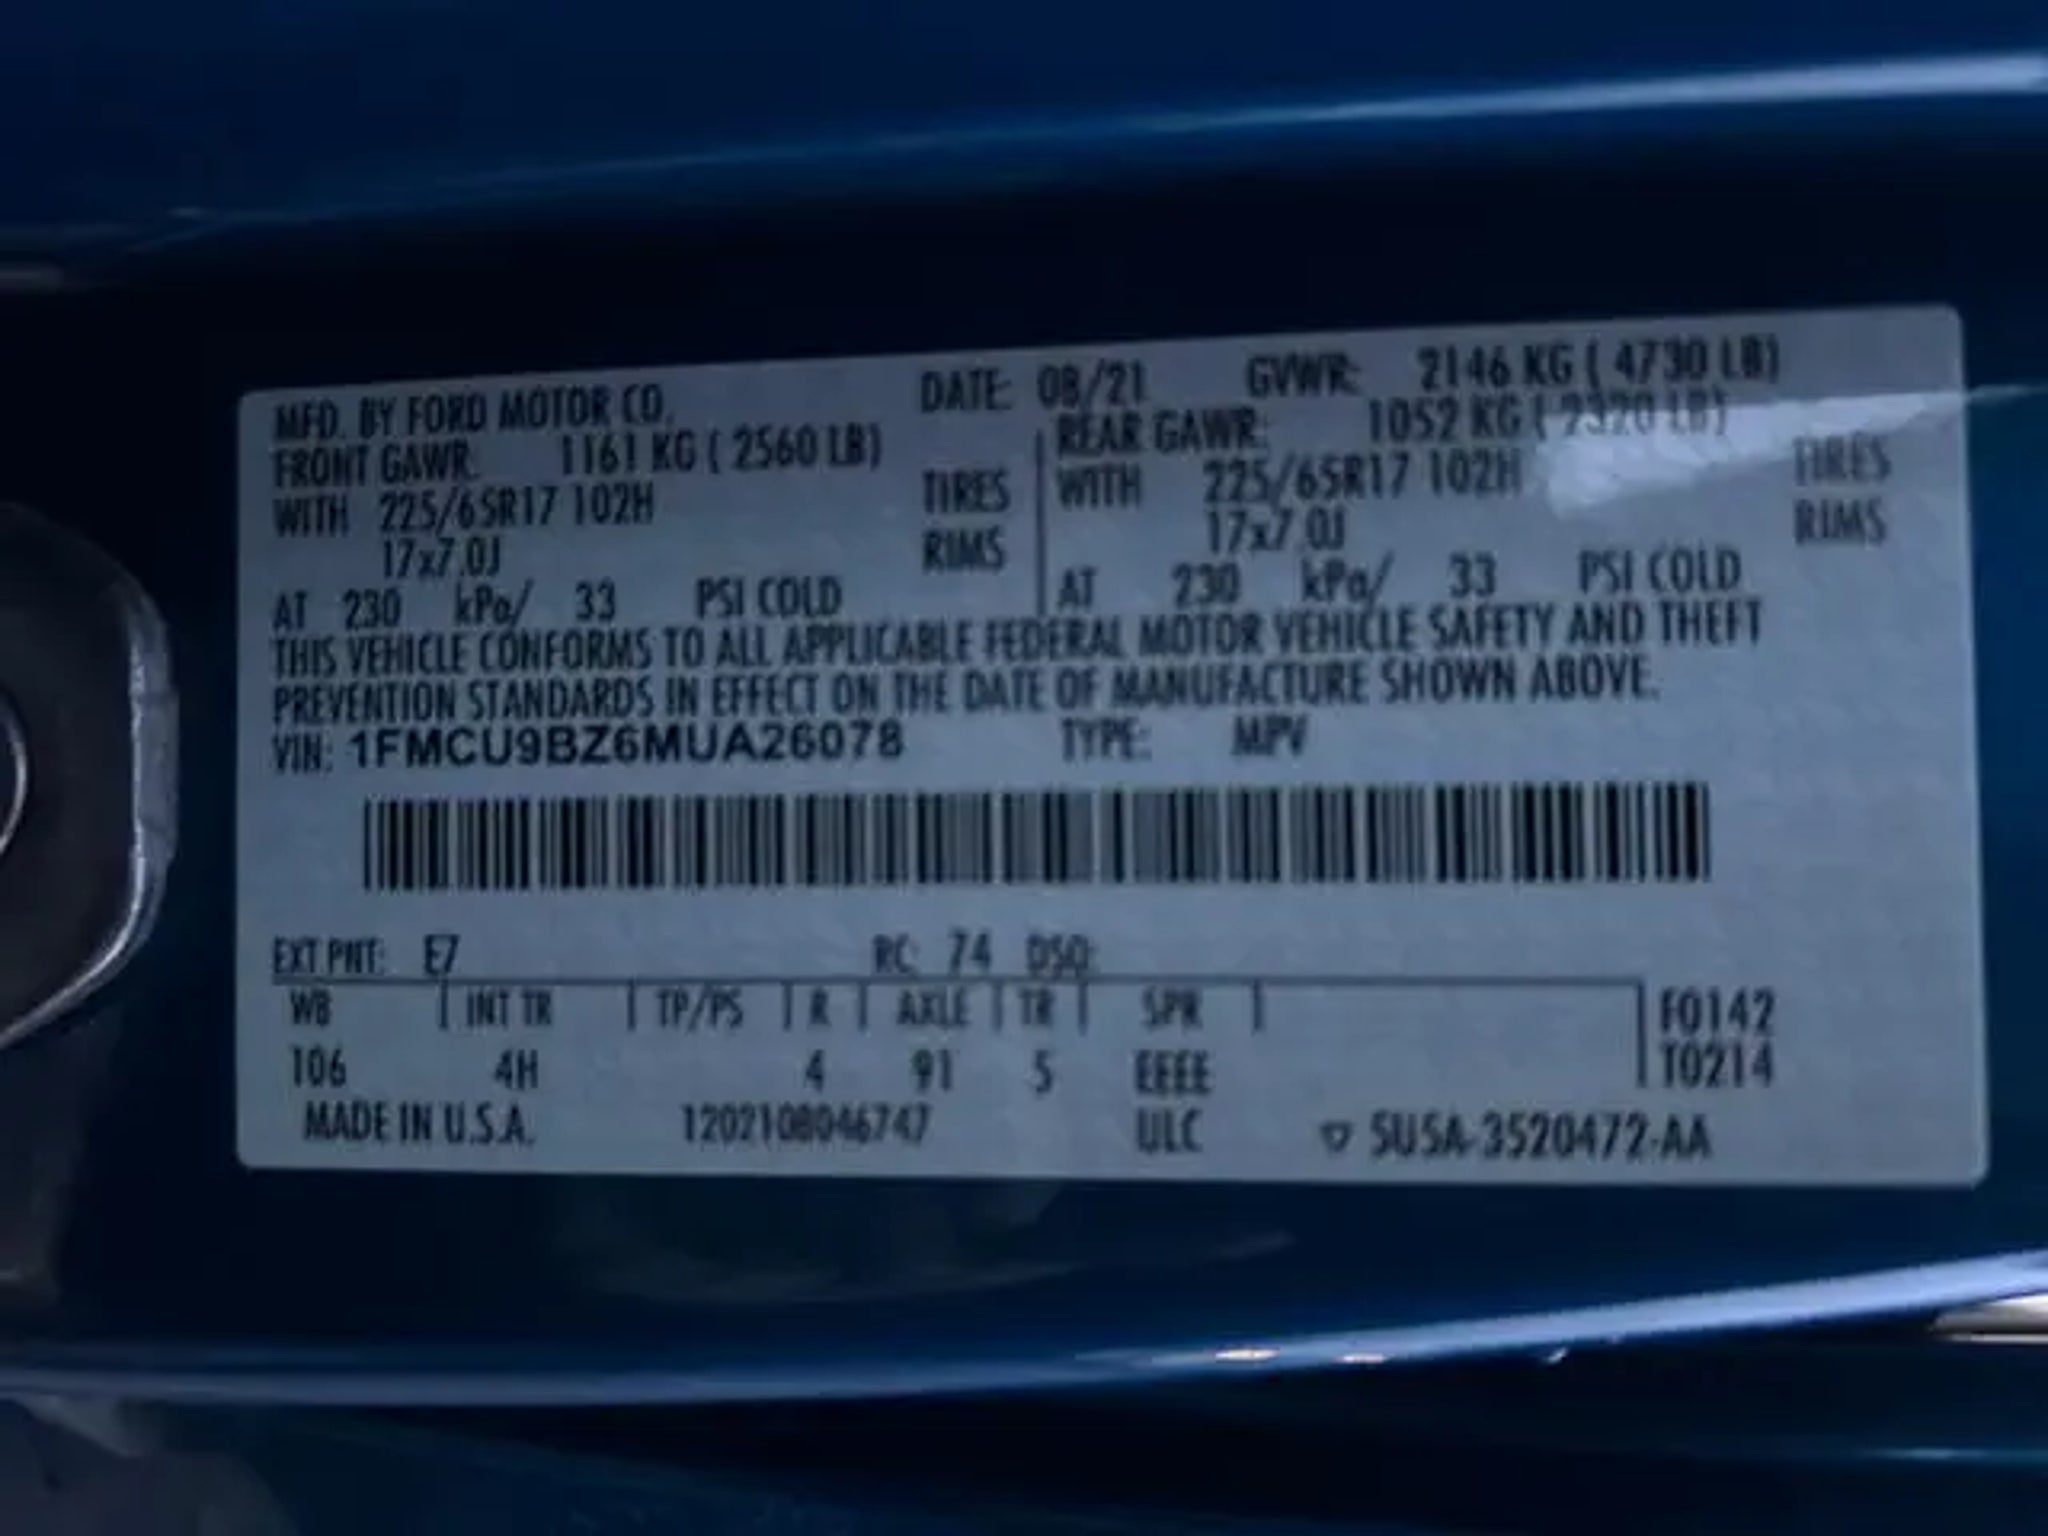 MFD. BY FORD MOTOR CO. DATE: 08/21 GVWR: 2146 KG ( 4730 LB)
FRONT GAWR: 1161 KG ( 2560 LB) REAR GAWR: 1052 KG ( 2320 LB)
WITH 225/65R17 102H TIRES WITH 225/65R17 102H TIRES
17x7.0J RIMS 17x7.0J RIMS
AT 230 kPa/ 33 PSI COLD AT 230 kPa/ 33 PSI COLD
THIS VEHICLE CONFORMS TO ALL APPLICABLE FEDERAL MOTOR VEHICLE SAFETY AND THEFT
PREVENTION STANDARDS IN EFFECT ON THE DATE OF MANUFACTURE SHOWN ABOVE.
VIN: 1FMCU9BZ6MUA26078 TYPE: MPV
EXT PNT: E7 RC: 74 DSO:
WB INT TR TP/PS R AXLE TR SPR F0142
106 4H 4 91 5 EEEE T0214
MADE IN U.S.A. 1202108046747 ULC ▽ 5U5A-3520472-AA